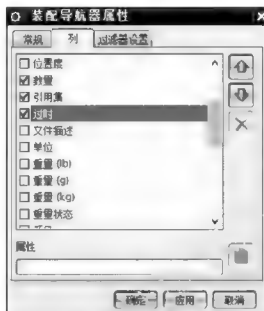 装配导航器属性
常规 列 过滤器设置
位置度
数量
引用集
过时
文件描述
单位
重量 (lb)
重量 (g)
重量 (kg)
重量状态
属性
确定 应用 取消